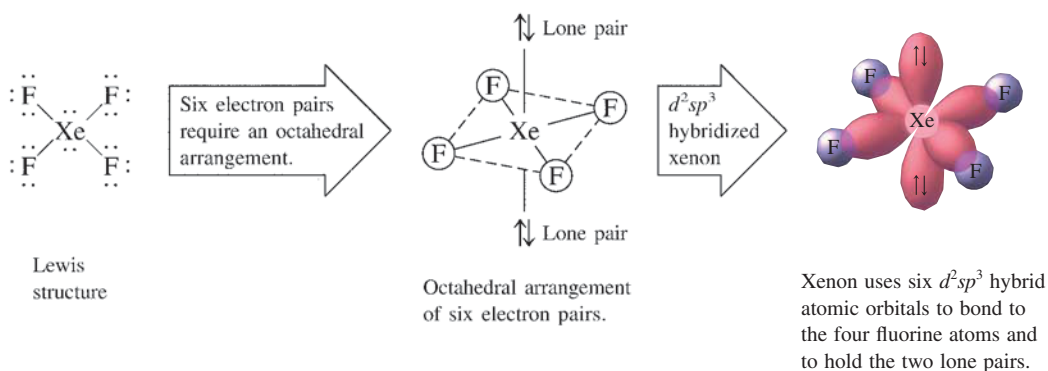 F
F
Xe
F
F
Lewis
structure
Six electron pairs
require an octahedral
arrangement.
⇅ Lone pair
F
F
Xe
F
F
⇅ Lone pair
Octahedral arrangement
of six electron pairs.
d²sp³
hybridized
xenon
⇅
F
F
Xe
F
F
⇅
Xenon uses six d²sp³ hybrid
atomic orbitals to bond to
the four fluorine atoms and
to hold the two lone pairs.